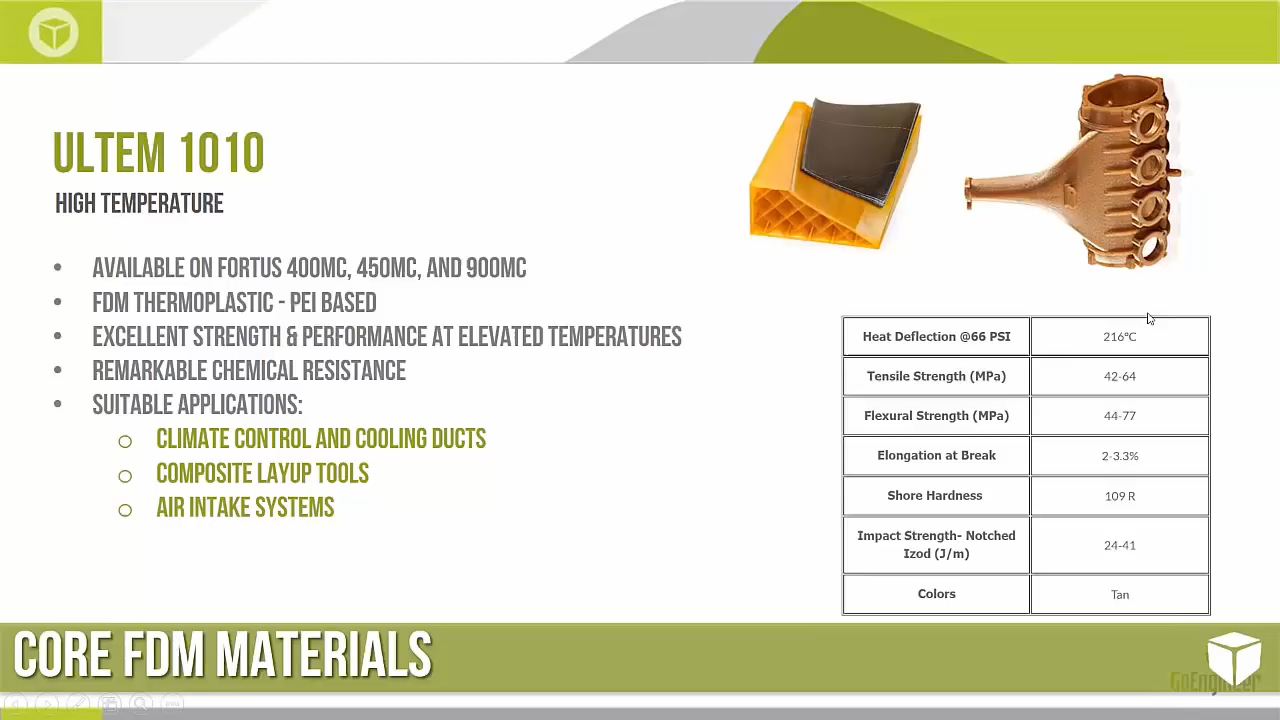 ULTEM 1010
HIGH TEMPERATURE
• AVAILABLE ON FORTUS 400MC, 450MC, AND 900MC
• FDM THERMOPLASTIC - PEI BASED
• EXCELLENT STRENGTH & PERFORMANCE AT ELEVATED TEMPERATURES
• REMARKABLE CHEMICAL RESISTANCE
• SUITABLE APPLICATIONS:
o CLIMATE CONTROL AND COOLING DUCTS
o COMPOSITE LAYUP TOOLS
o AIR INTAKE SYSTEMS
Heat Deflection @66 PSI 216°C
Tensile Strength (MPa) 42-64
Flexural Strength (MPa) 44-77
Elongation at Break 2-3.3%
Shore Hardness 109 R
Impact Strength- Notched
Izod (J/m) 24-41
Colors Tan
CORE FDM MATERIALS
GoEngineer